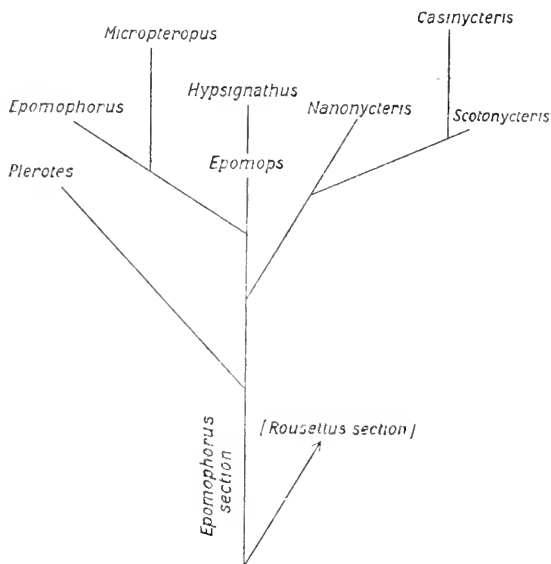 Casinycteris
Micropteropus
Hypsignathus
Epomophorus
Nanonycteris
Scotonycteris
Epomops
Plerotes
[Rousettus section]
Epomophorus
section